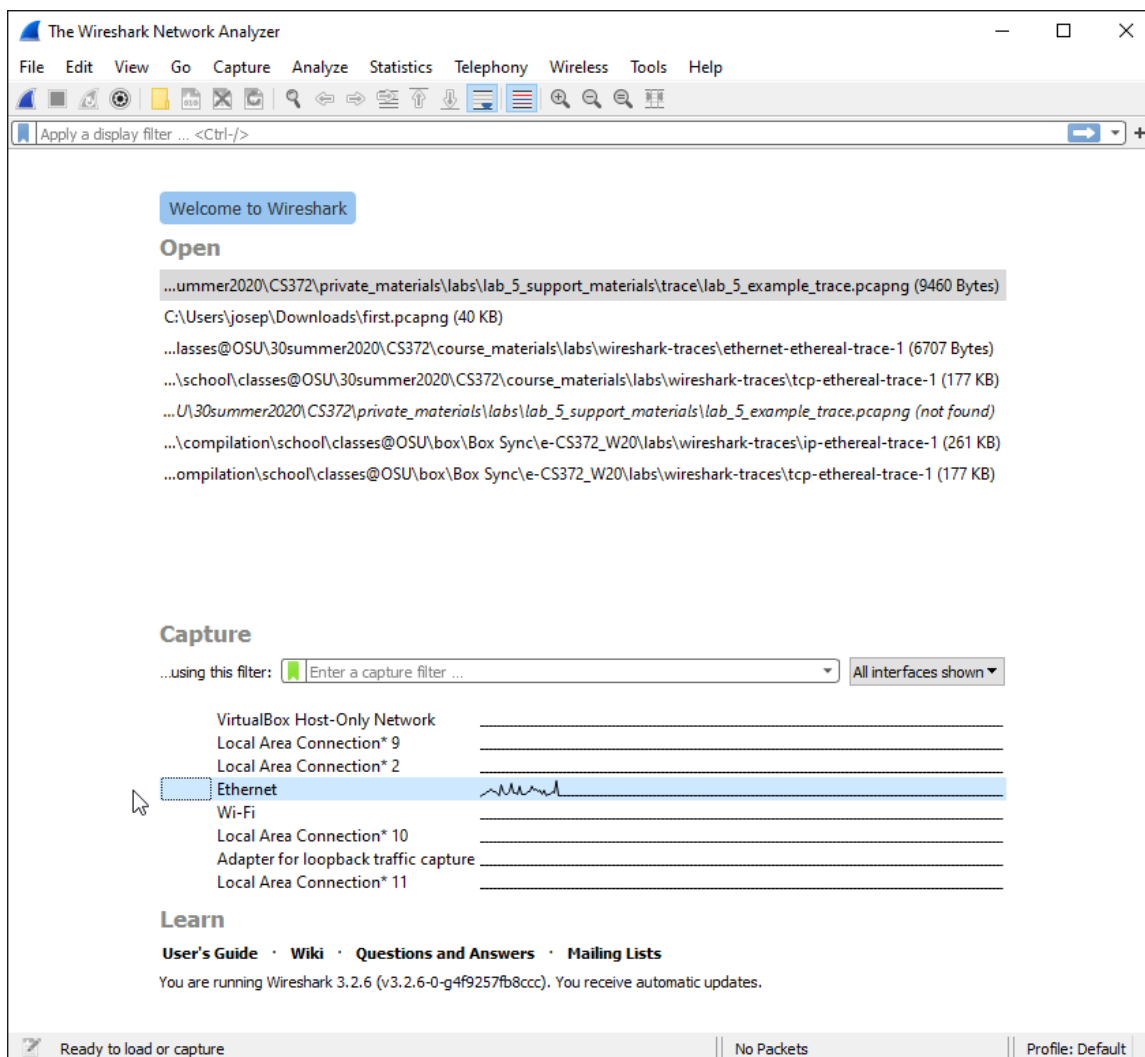 The Wireshark Network Analyzer
File Edit View Go Capture Analyze Statistics Telephony Wireless Tools Help
Apply a display filter ... <Ctrl-/>
Welcome to Wireshark
Open
...ummer2020\CS372\private_materials\labs\lab_5_support_materials\trace\lab_5_example_trace.pcapng (9460 Bytes)
C:\Users\josep\Downloads\first.pcapng (40 KB)
...lasses@OSU\30summer2020\CS372\course_materials\labs\wireshark-traces\ethernet-ethereal-trace-1 (6707 Bytes)
...\school\classes@OSU\30summer2020\CS372\course_materials\labs\wireshark-traces\tcp-ethereal-trace-1 (177 KB)
...U\30summer2020\CS372\private_materials\labs\lab_5_support_materials\lab_5_example_trace.pcapng (not found)
...\compilation\school\classes@OSU\box\Box Sync\e-CS372_W20\labs\wireshark-traces\ip-ethereal-trace-1 (261 KB)
...ompilation\school\classes@OSU\box\Box Sync\e-CS372_W20\labs\wireshark-traces\tcp-ethereal-trace-1 (177 KB)
Capture
...using this filter: Enter a capture filter ... All interfaces shown
VirtualBox Host-Only Network
Local Area Connection* 9
Local Area Connection* 2
Ethernet
Wi-Fi
Local Area Connection* 10
Adapter for loopback traffic capture
Local Area Connection* 11
Learn
User's Guide · Wiki · Questions and Answers · Mailing Lists
You are running Wireshark 3.2.6 (v3.2.6-0-g4f9257fb8ccc). You receive automatic updates.
Ready to load or capture No Packets Profile: Default